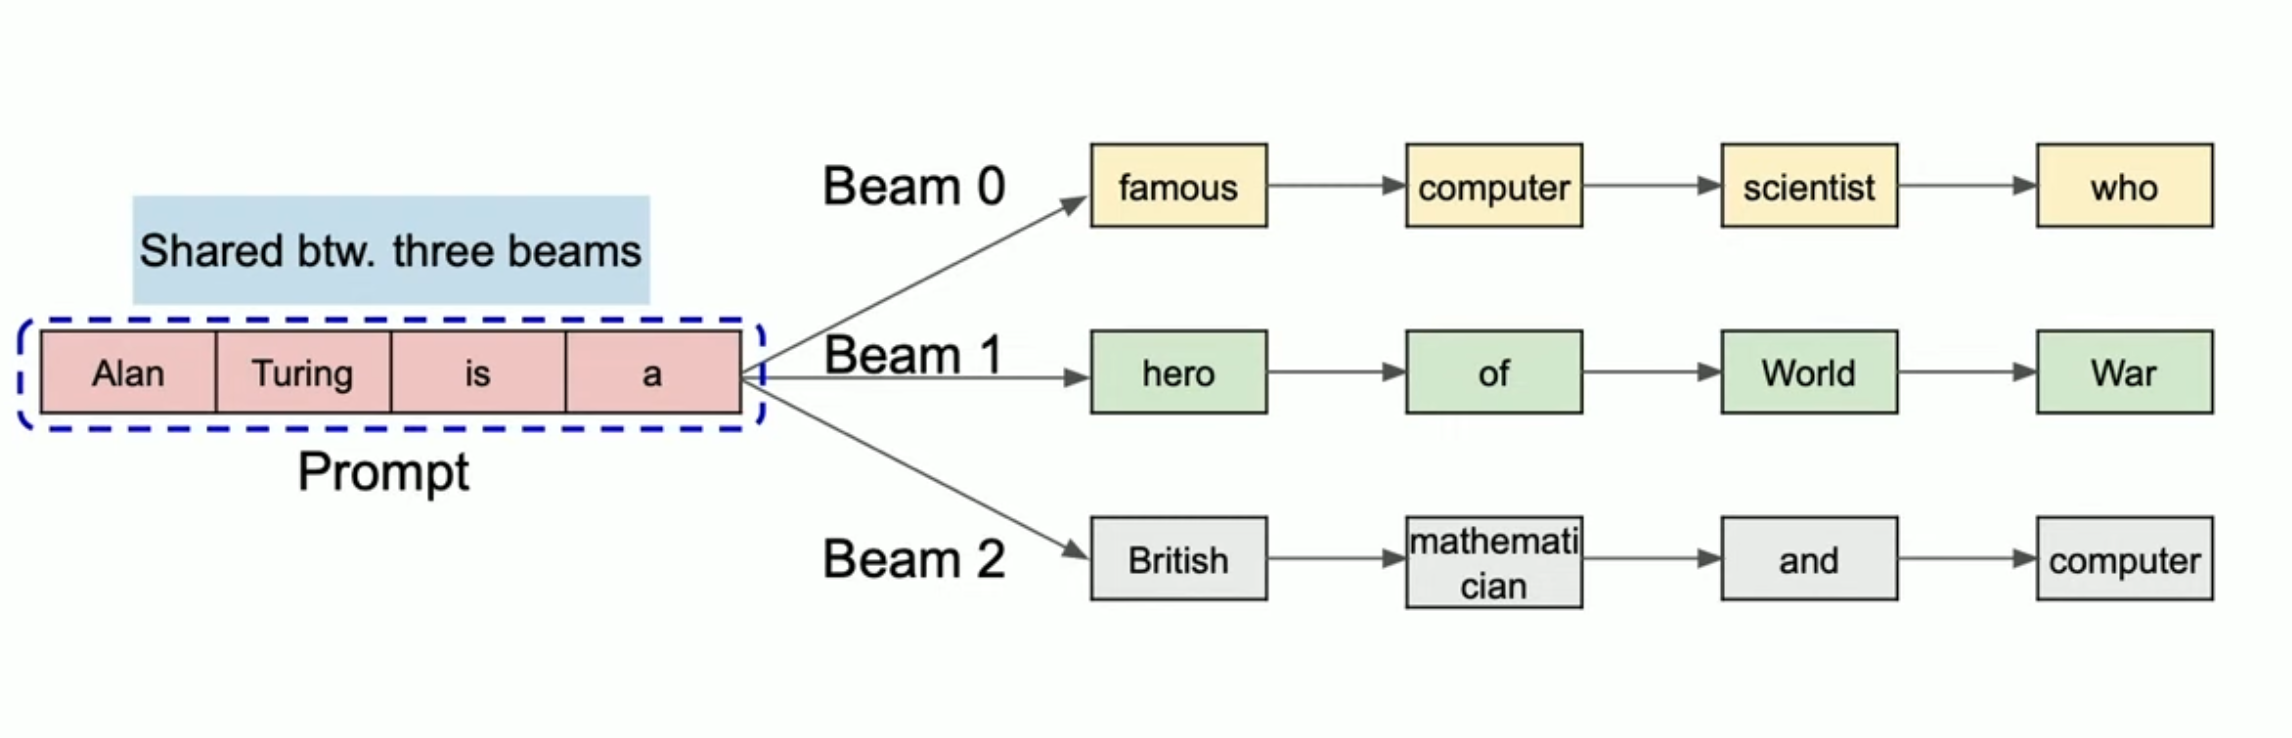 Beam 0
famous
computer
scientist
who
Shared btw. three beams
Alan
Turing
is
a
Beam 1
hero
of
World
War
Prompt
Beam 2
British
mathemati
cian
and
computer